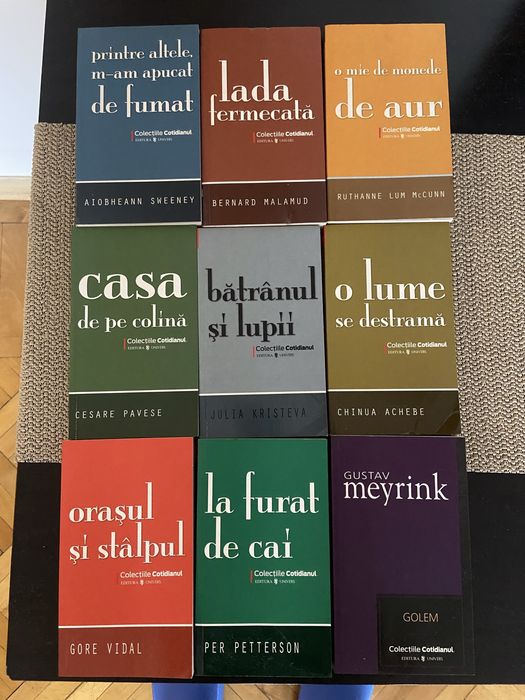 printre altele,
m-am apucat
de fumat
Colecțiile Cotidianul
EDITURA UNIVERS
AIOBHEANN SWEENEY
lada
fermecată
Colecțiile Cotidianul
EDITURA UNIVERS
BERNARD MALAMUD
o mie de monede
de aur
Colecțiile Cotidianul
EDITURA UNIVERS
RUTHANNE LUM McCUNN
casa
de pe colină
Colecțiile Cotidianul
EDITURA UNIVERS
CESARE PAVESE
bătrânul
și lupii
Colecțiile Cotidianul
EDITURA UNIVERS
JULIA KRISTEVA
o lume
se destramă
Colecțiile Cotidianul
EDITURA UNIVERS
CHINUA ACHEBE
orașul
și stâlpul
Colecțiile Cotidianul
EDITURA UNIVERS
GORE VIDAL
la furat
de cai
Colecțiile Cotidianul
EDITURA UNIVERS
PER PETTERSON
GUSTAV
meyrink
GOLEM
Colecțiile Cotidianul
EDITURA UNIVERS